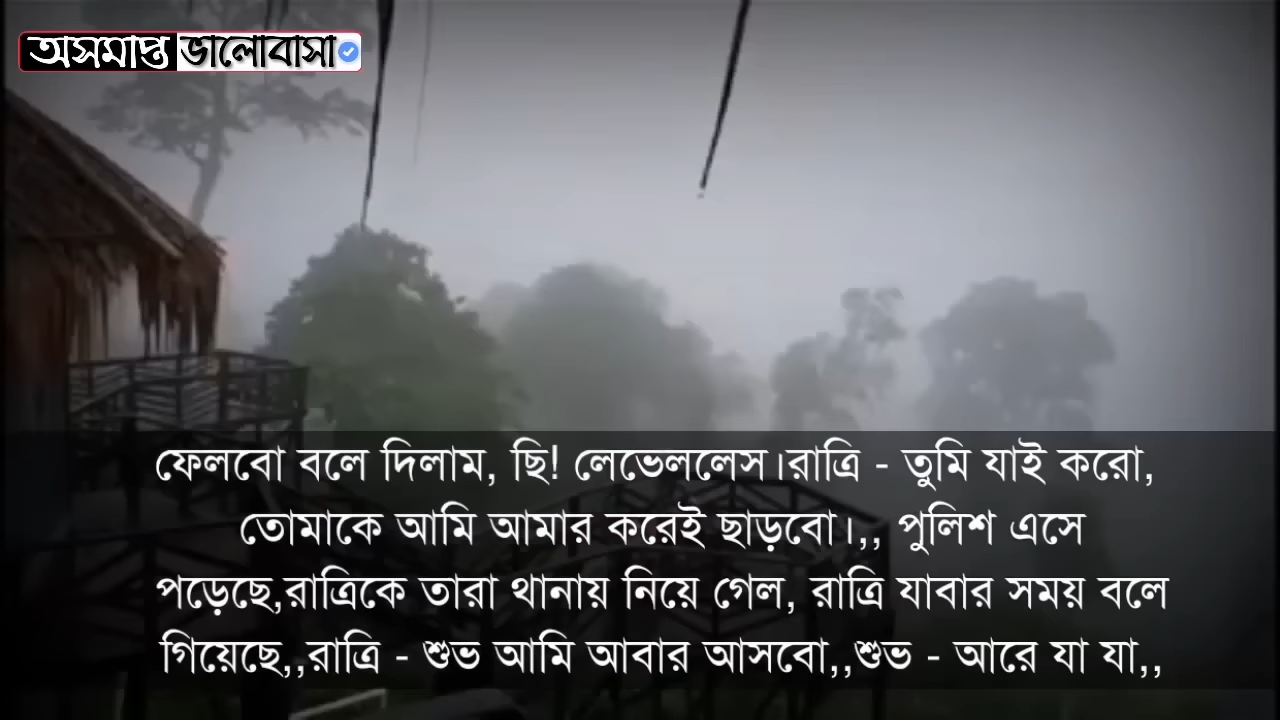 অসমাপ্ত ভালোবাসা
ফেলবো বলে দিলাম, ছি! লেভেললেস।রাত্রি - তুমি যাই করো,
তোমাকে আমি আমার করেই ছাড়বো।,, পুলিশ এসে
পড়েছে,রাত্রিকে তারা থানায় নিয়ে গেল, রাত্রি যাবার সময় বলে
গিয়েছে,,রাত্রি - শুভ আমি আবার আসবো,,শুভ - আরে যা যা,,